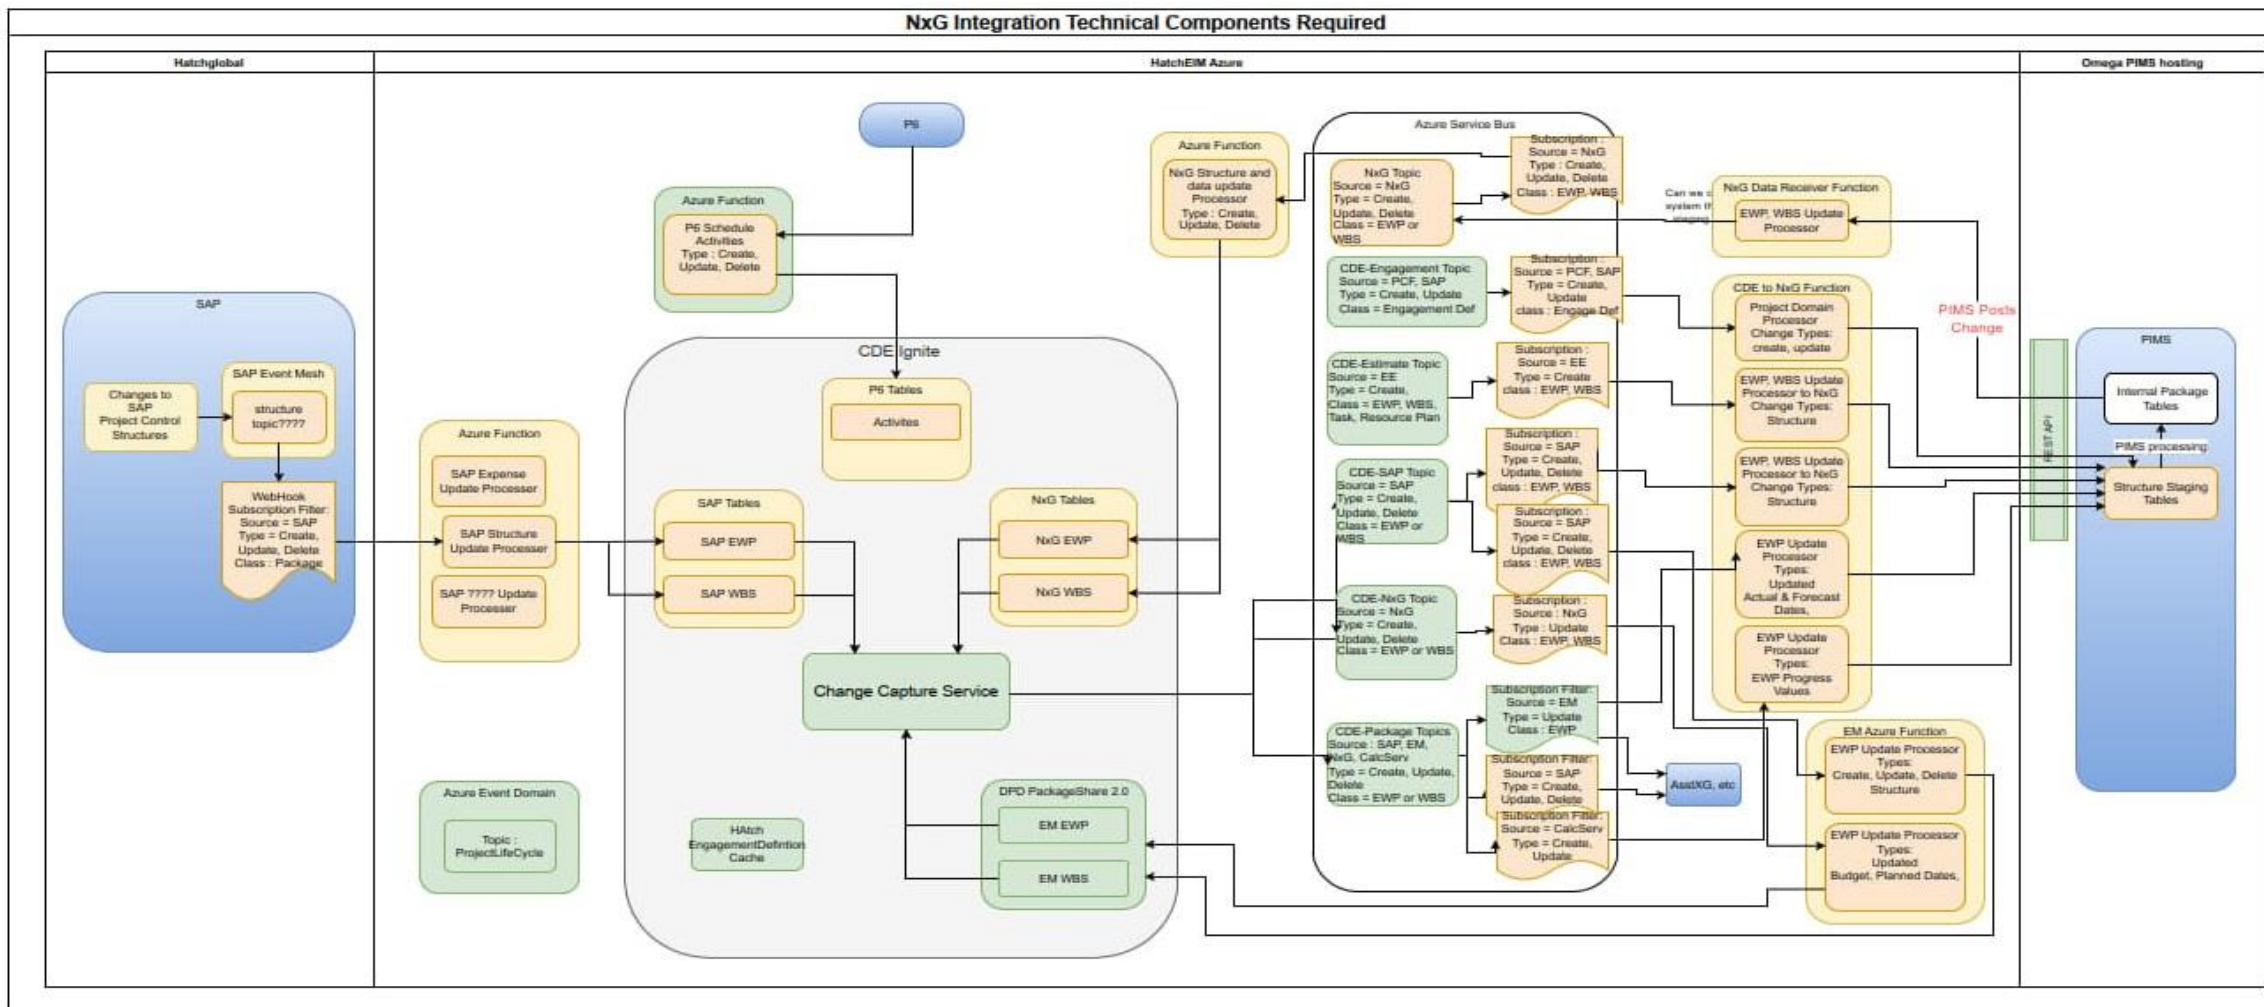 NxG Integration Technical Components Required
Hatchglobal
HatchEIM Azure
Omega PIMS hosting
SAP
Changes to
SAP
Project Control
Structures
SAP Event Mesh
structure
topic????
WebHook
Subscription Filter:
Source = SAP
Type = Create,
Update, Delete
Class : Package
Azure Function
SAP Expense
Update Processer
SAP Structure
Update Processer
SAP ???? Update
Processer
Azure Event Domain
Topic :
ProjectLifeCycle
P6
Azure Function
P6 Schedule
Activities
Type : Create,
Update, Delete
CDE Ignite
P6 Tables
Activites
SAP Tables
SAP EWP
SAP WBS
NxG Tables
NxG EWP
NxG WBS
Change Capture Service
HAtch
EngagementDefintion
Cache
DPD PackageShare 2.0
EM EWP
EM WBS
Azure Function
NxG Structure and
data update
Processor
Type : Create,
Update, Delete
Azure Service Bus
NxG Topic
Source = NxG
Type = Create,
Update, Delete
Class = EWP or
WBS
Subscription :
Source = NxG
Type : Create,
Update, Delete
Class : EWP, WBS
CDE-Engagement Topic
Source = PCF, SAP
Type = Create, Update
Class = Engagement Def
Subscription :
Source = PCF, SAP
Type = Create,
Update
class : Engage Def
CDE-Estimate Topic
Source = EE
Type = Create,
Class = EWP, WBS,
Task, Resource Plan
Subscription :
Source = EE
Type = Create
class : EWP, WBS
CDE-SAP Topic
Source = SAP
Type = Create,
Update, Delete
Class = EWP or
WBS
Subscription :
Source = SAP
Type = Create,
Update, Delete
class : EWP, WBS
Subscription :
Source = SAP
Type = Create,
Update, Delete
class : EWP, WBS
CDE-NxG Topic
Source = NxG
Type = Create,
Update, Delete
Class = EWP or WBS
Subscription :
Source : NxG
Type : Update
Class : EWP, WBS
CDE-Package Topics
Source : SAP, EM,
NxG, CalcServ
Type = Create, Update,
Delete
Class = EWP or WBS
Subscription Filter:
Source = EM
Type = Update
Class : EWP
Subscription Filter:
Source = SAP
Type = Create,
Update, Delete
Subscription Filter:
Source = CalcServ
Type = Create,
Update
AsstXG, etc
Can we c
system th
staging
NxG Data Receiver Function
EWP, WBS Update
Processor
CDE to NxG Function
Project Domain
Processor
Change Types:
create, update
EWP, WBS Update
Processor to NxG
Change Types:
Structure
EWP, WBS Update
Processor to NxG
Change Types:
Structure
EWP Update
Processor
Types:
Updated
Actual & Forecast
Dates,
EWP Update
Processor
Types:
EWP Progress
Values
EM Azure Function
EWP Update Processor
Types:
Create, Update, Delete
Structure
EWP Update Processor
Types:
Updated
Budget, Planned Dates,
PIMS Posts
Change
REST API
PIMS
Internal Package
Tables
PIMS processing
Structure Staging
Tables